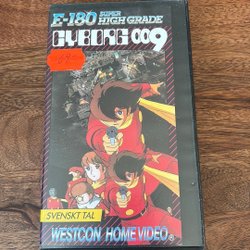 E-180 SUPER HIGH GRADE
CYBORG 009
SVENSKT TAL
WESTCON HOME VIDEO ®